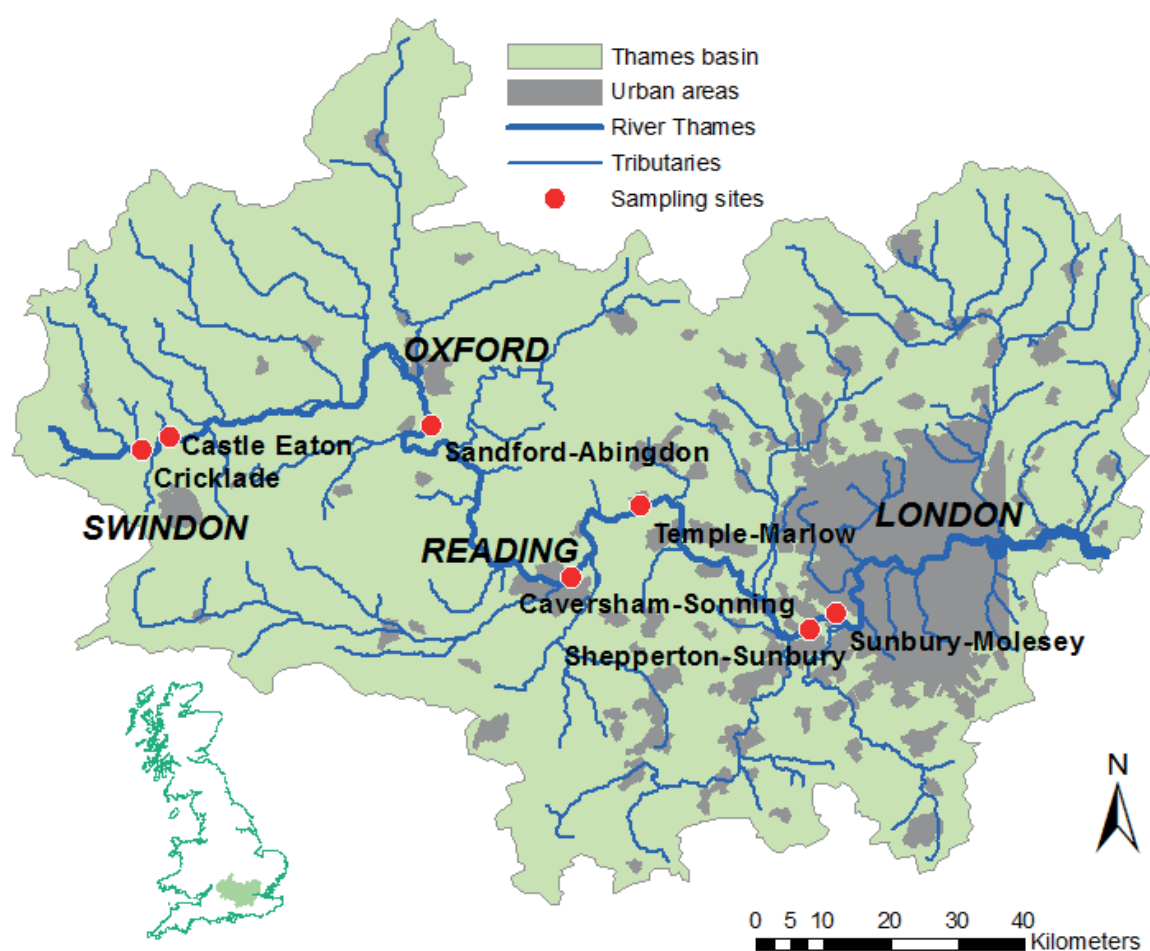 Thames basin
Urban areas
River Thames
Tributaries
Sampling sites
OXFORD
Castle Eaton
Sandford-Abingdon
Cricklade
SWINDON
LONDON
Temple-Marlow
READING
Caversham-Sonning
Sunbury-Molesey
Shepperton-Sunbury
N
0 5 10 20 30 40
Kilometers